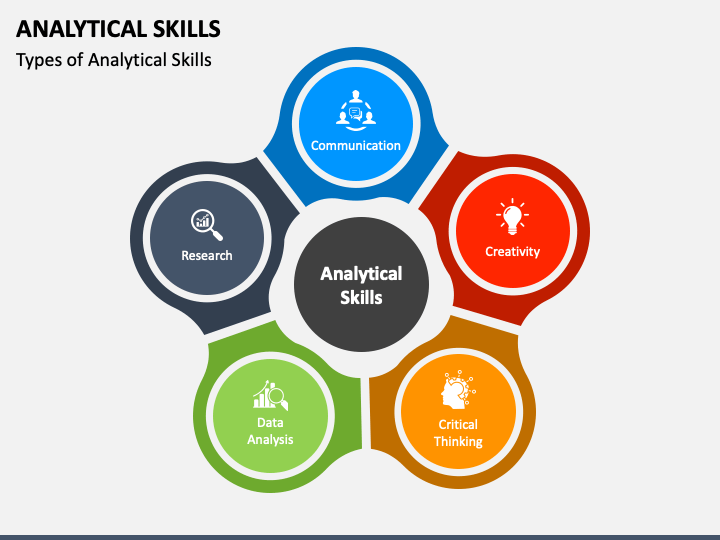 ANALYTICAL SKILLS
Types of Analytical Skills
Communication
Creativity
Critical
Thinking
Data
Analysis
Research
Analytical
Skills